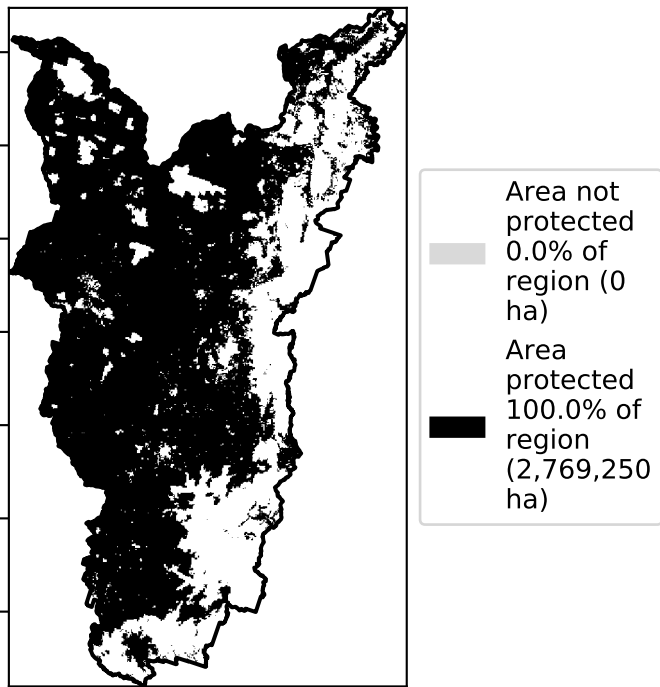 Area not
protected
0.0% of
region (0
ha)
Area
protected
100.0% of
region
(2,769,250
ha)